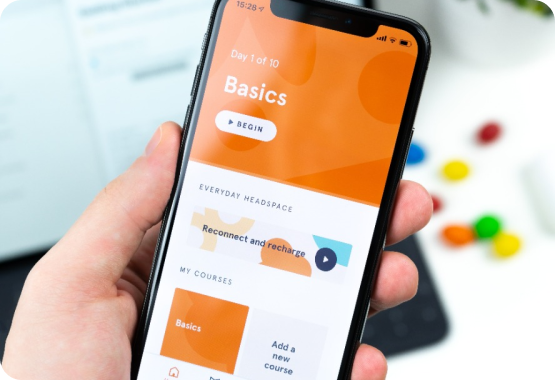 15:28
Day 1 of 10
Basics
BEGIN
EVERYDAY HEADSPACE
Reconnect and recharge
MY COURSES
Basics
Add a
new
course